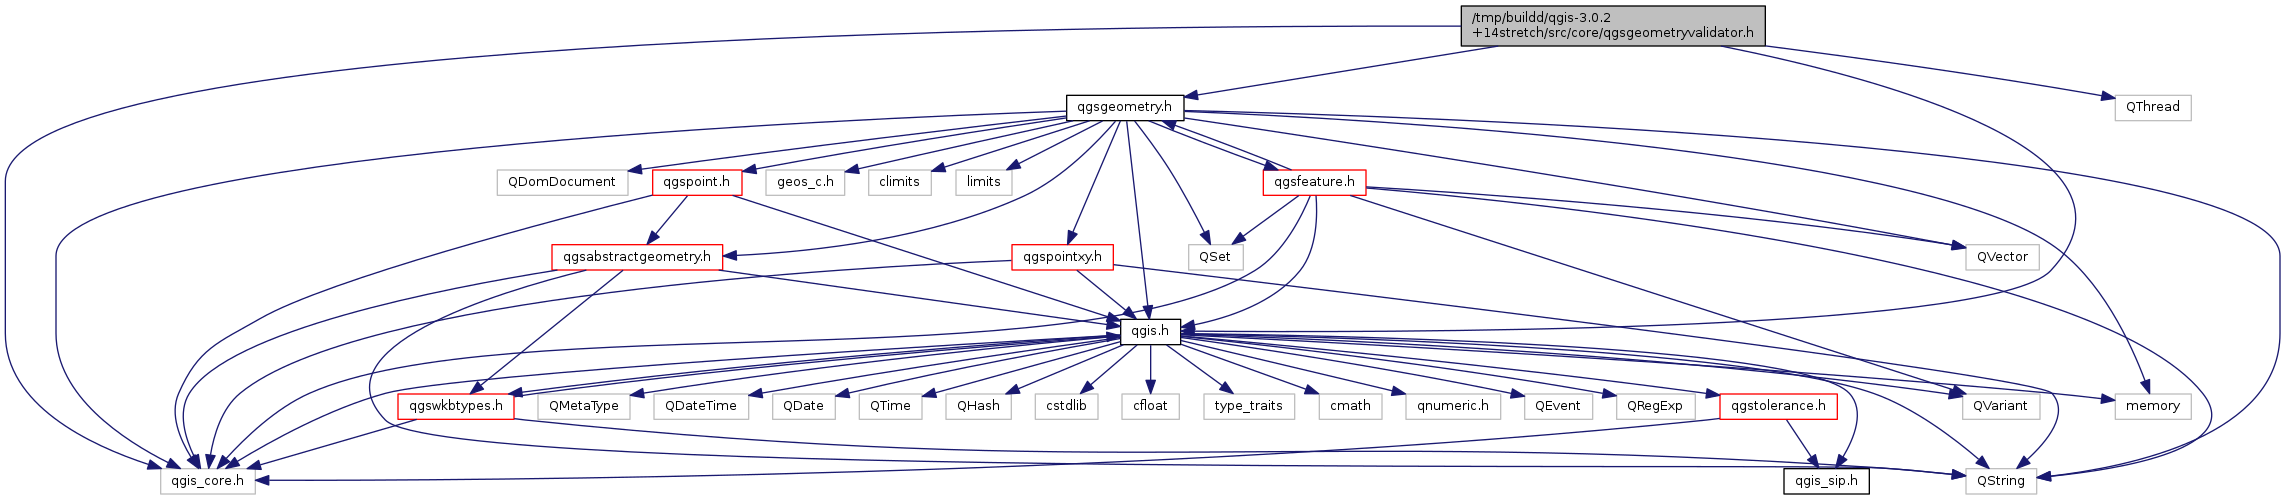 /tmp/buildd/qgis-3.0.2
+14stretch/src/core/qgsgeometryvalidator.h
qgsgeometry.h
QThread
QDomDocument
qgspoint.h
geos_c.h
climits
limits
qgsfeature.h
qgsabstractgeometry.h
qgspointxy.h
QSet
QVector
qgis.h
qgswkbtypes.h
QMetaType
QDateTime
QDate
QTime
QHash
cstdlib
cfloat
type_traits
cmath
qnumeric.h
QEvent
QRegExp
qgstolerance.h
QVariant
memory
qgis_core.h
qgis_sip.h
QString